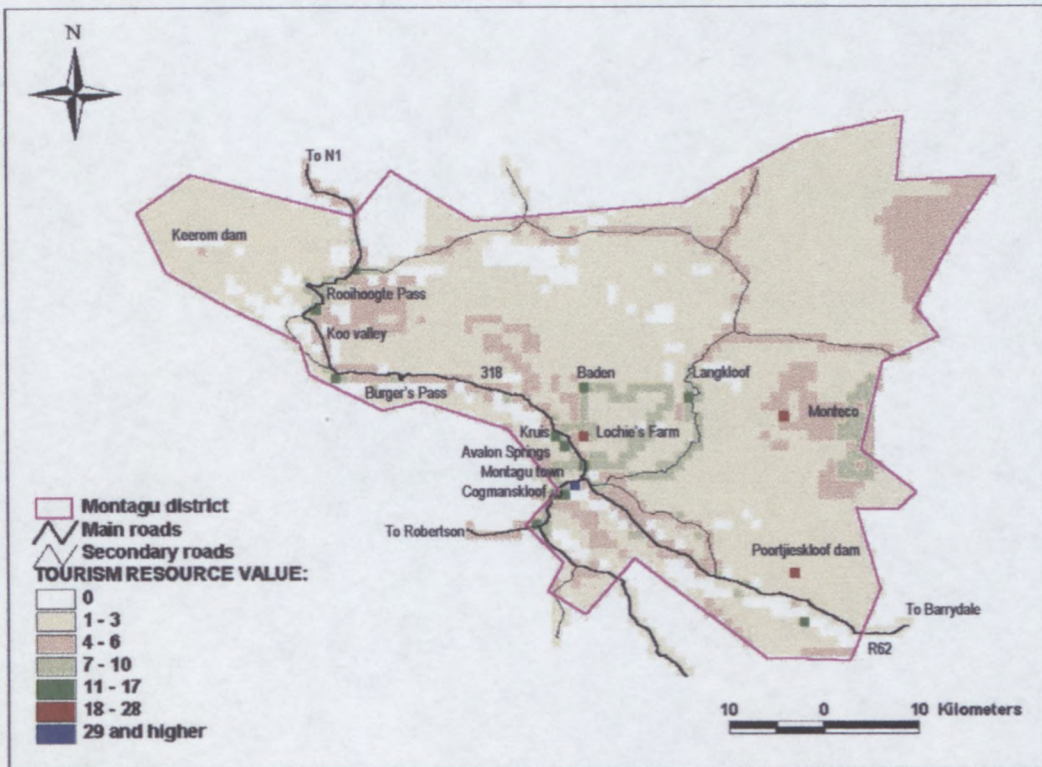 N
To N1
Keerom dam
Rooihoogte Pass
Koo valley
318
Baden
Langkloof
Burger's Pass
Monteco
Kruis
Lochie's Farm
Avalon Springs
Montagu town
Cogmanskloof
To Robertson
Poortjieskloof dam
To Barrydale
R62
Montagu district
Main roads
Secondary roads
TOURISM RESOURCE VALUE:
0
1 - 3
4 - 6
7 - 10
11 - 17
18 - 28
29 and higher
10 0 10 Kilometers